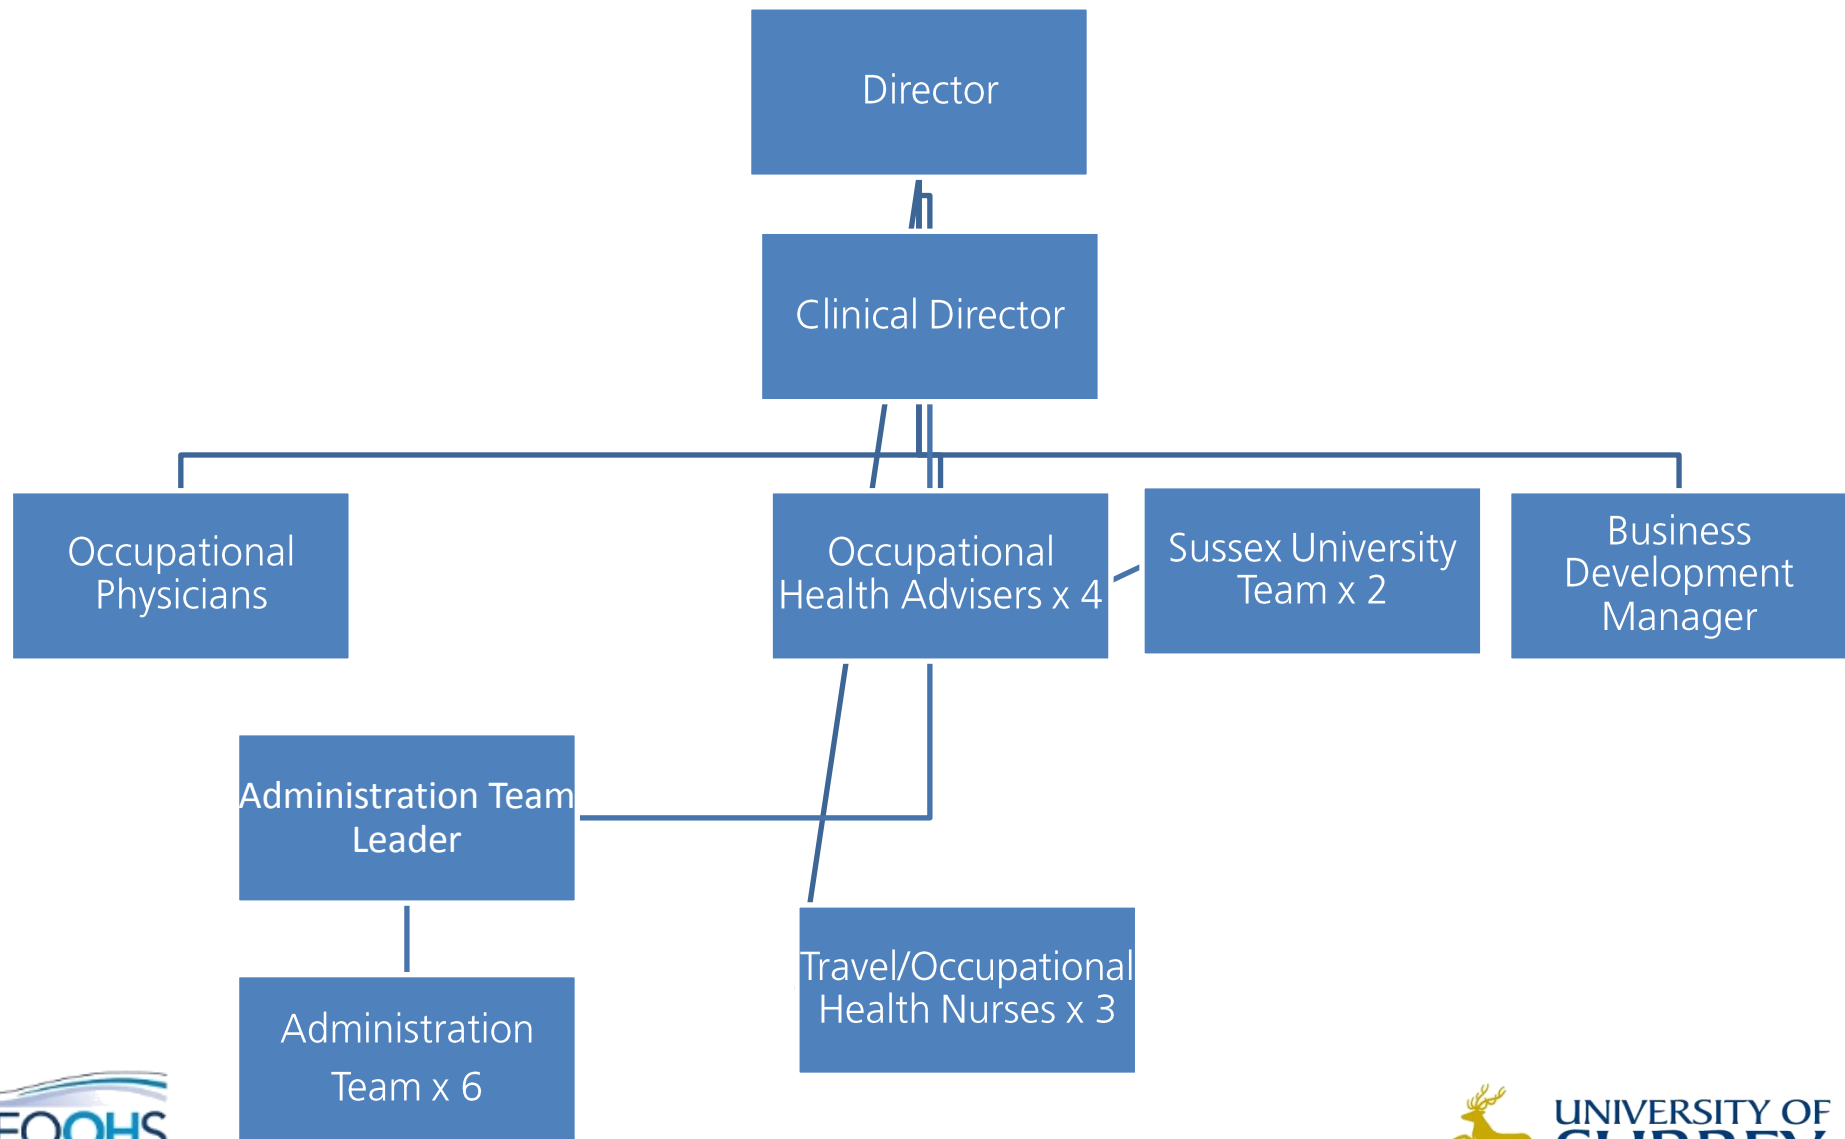 Director
Clinical Director
Occupational
Physicians
Occupational
Health Advisers x 4
Sussex University
Team x 2
Business
Development
Manager
Administration Team
Leader
Travel/Occupational
Health Nurses x 3
Administration
Team x 6
UNIVERSITY OF
SURREY